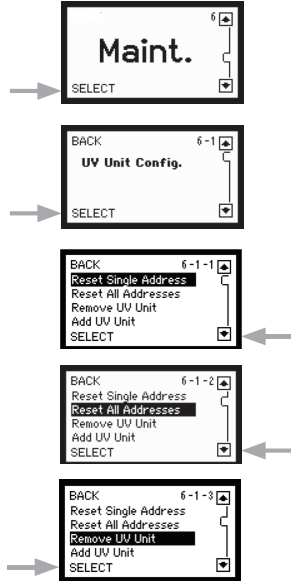 6
Maint.
SELECT
BACK 6-1
UV Unit Config.
SELECT
BACK 6-1-1
Reset Single Address
Reset All Addresses
Remove UV Unit
Add UV Unit
SELECT
BACK 6-1-2
Reset Single Address
Reset All Addresses
Remove UV Unit
Add UV Unit
SELECT
BACK 6-1-3
Reset Single Address
Reset All Addresses
Remove UV Unit
Add UV Unit
SELECT